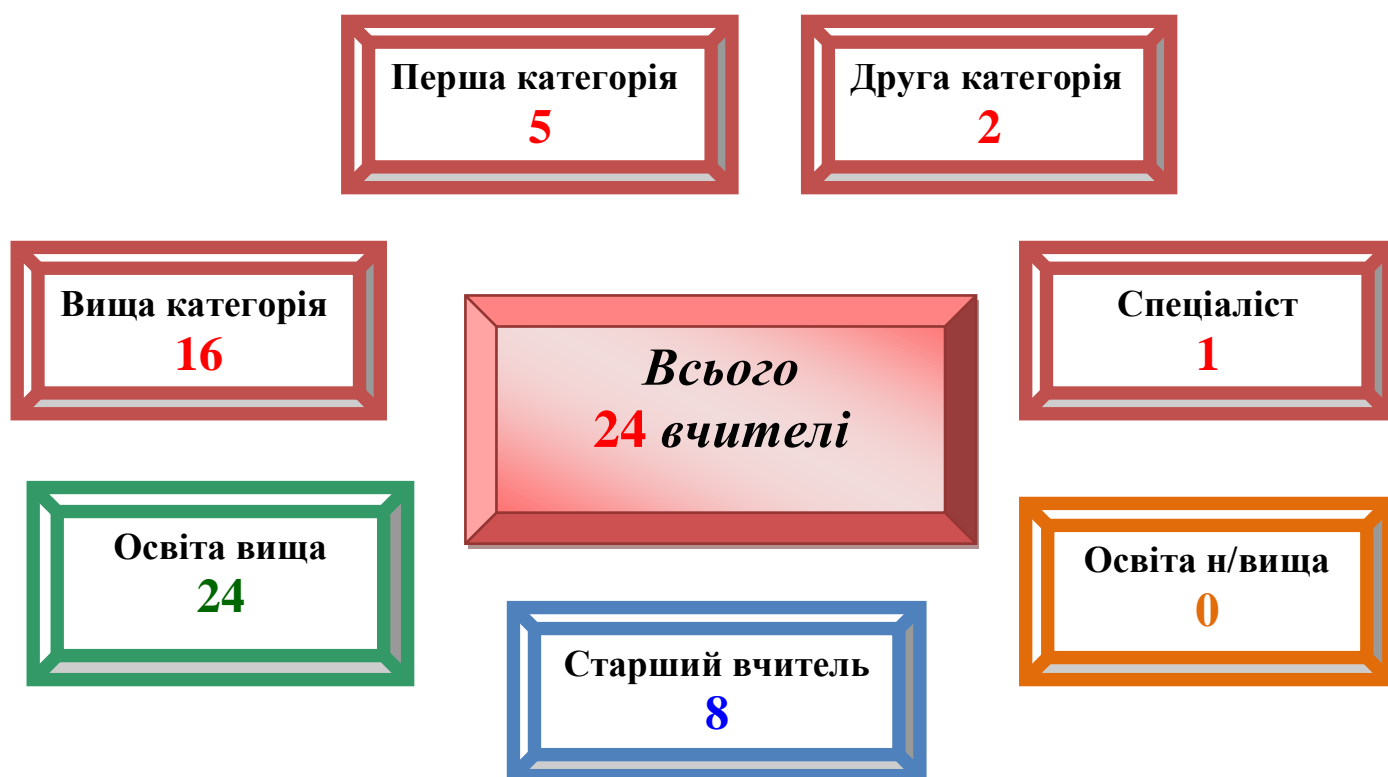 Перша категорія
5
Друга категорія
2
Вища категорія
16
Всього
24 вчителі
Спеціаліст
1
Освіта вища
24
Освіта н/вища
0
Старший вчитель
8